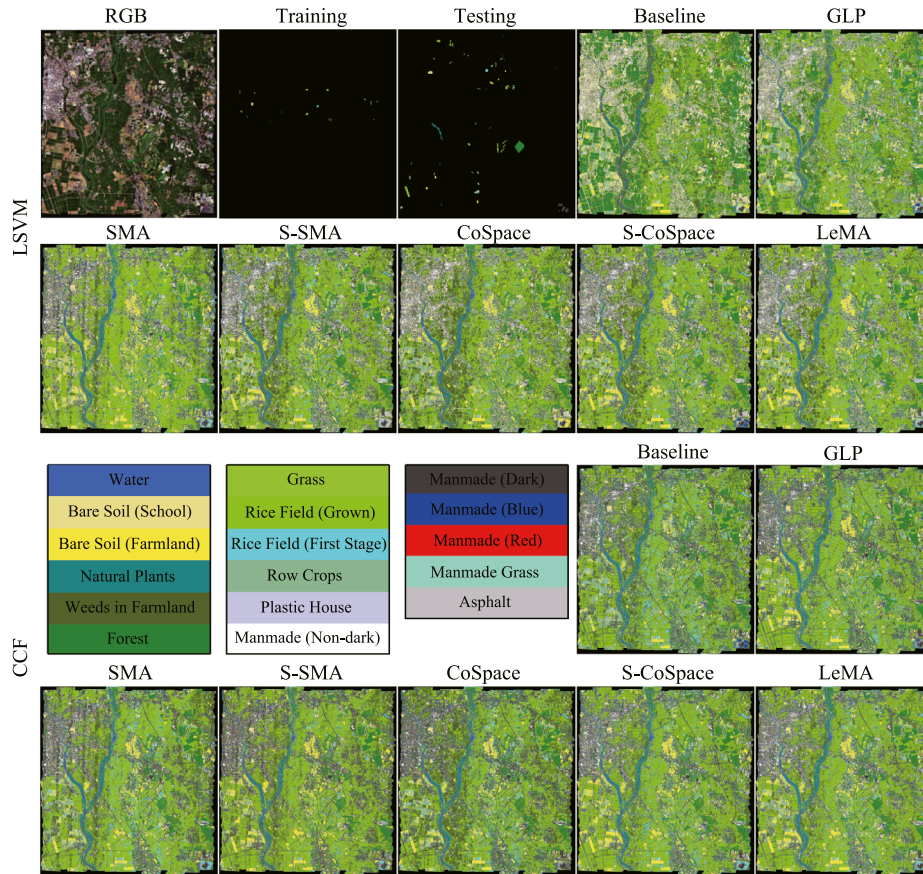 RGB Training Testing Baseline GLP
LSVM
SMA S-SMA CoSpace S-CoSpace LeMA
Baseline GLP
Water Grass Manmade (Dark)
Bare Soil (School) Rice Field (Grown) Manmade (Blue)
Bare Soil (Farmland) Rice Field (First Stage) Manmade (Red)
Natural Plants Row Crops Manmade Grass
Weeds in Farmland Plastic House Asphalt
Forest Manmade (Non-dark)
CCF
SMA S-SMA CoSpace S-CoSpace LeMA